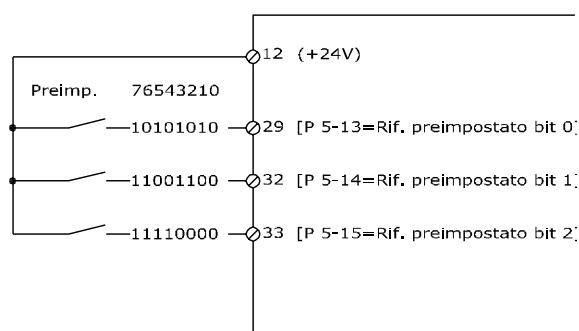 12 (+24V)
Preimp. 76543210
10101010 29 [P 5-13=Rif. preimpostato bit 0]
11001100 32 [P 5-14=Rif. preimpostato bit 1]
11110000 33 [P 5-15=Rif. preimpostato bit 2]